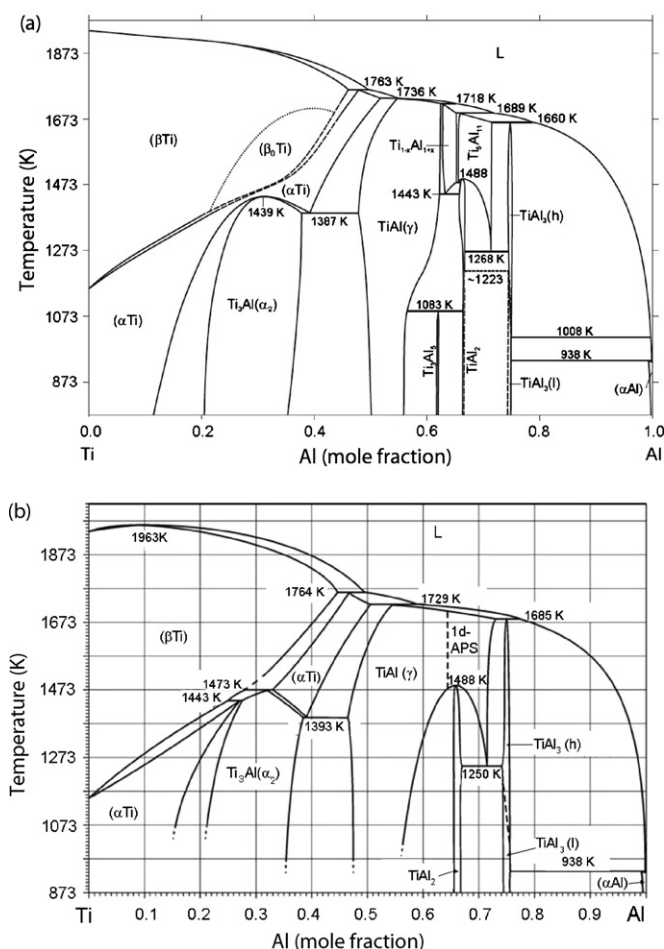 (a)
L
1873
1763 K
1736 K
1718 K
1689 K
1660 K
1673
(βTi)
(β₀Ti)
Ti₁₋ₓAl₁₊ₓ
Ti₅Al₁₁
1488
1473
(αTi)
1443 K
1439 K
1387 K
TiAl(γ)
TiAl₃(h)
1273
1268 K
~1223
Ti₃Al(α₂)
1083 K
1073
(αTi)
Ti₃Al₅
TiAl₂
1008 K
938 K
873
TiAl₃(l)
(αAl)
Temperature (K)
0.0 0.2 0.4 0.6 0.8 1.0
Ti Al (mole fraction) Al
(b)
L
1963K
1873
1764 K
1729 K
1685 K
1673
(βTi)
1d-
APS
TiAl (γ)
(αTi)
1488 K
1473 K
1473
1443 K
1393 K
TiAl₃ (h)
1273
1250 K
Ti₃Al(α₂)
(αTi)
1073
TiAl₃ (l)
938 K
TiAl₂
(αAl)
873
Temperature (K)
Ti 0.1 0.2 0.3 0.4 0.5 0.6 0.7 0.8 0.9 Al
Al (mole fraction)